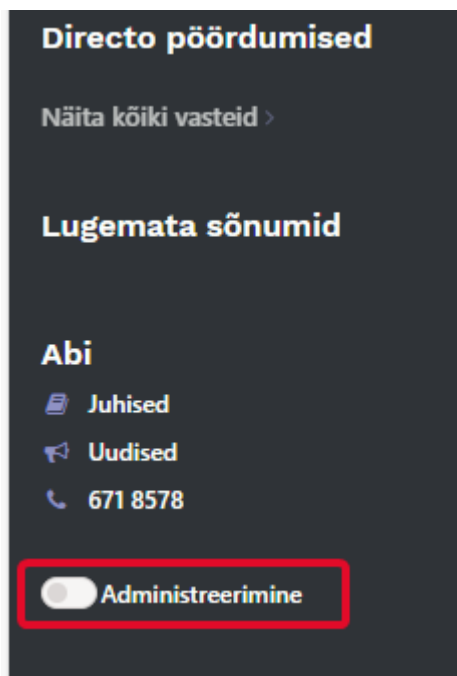 Directo pöördumised
Näita kõiki vasteid >
Lugemata sõnumid
Abi
Juhised
Uudised
671 8578
Administreerimine